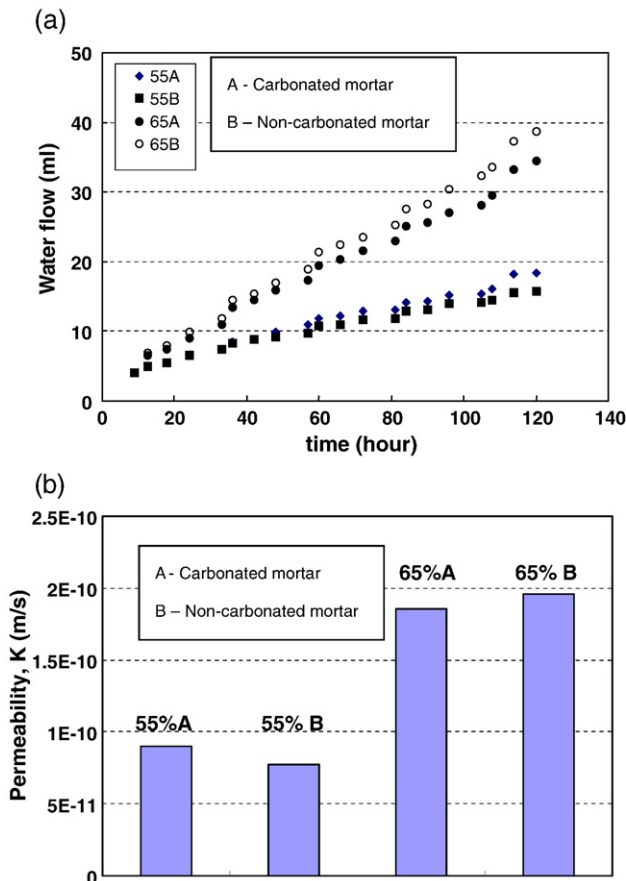 (a)
50
40
30
20
10
0
Water flow (ml)
55A
55B
65A
65B
A - Carbonated mortar
B – Non-carbonated mortar
0 20 40 60 80 100 120 140
time (hour)
(b)
2.5E-10
2E-10
1.5E-10
1E-10
5E-11
0
Permeability, K (m/s)
A - Carbonated mortar
B – Non-carbonated mortar
55%A
55% B
65%A
65% B